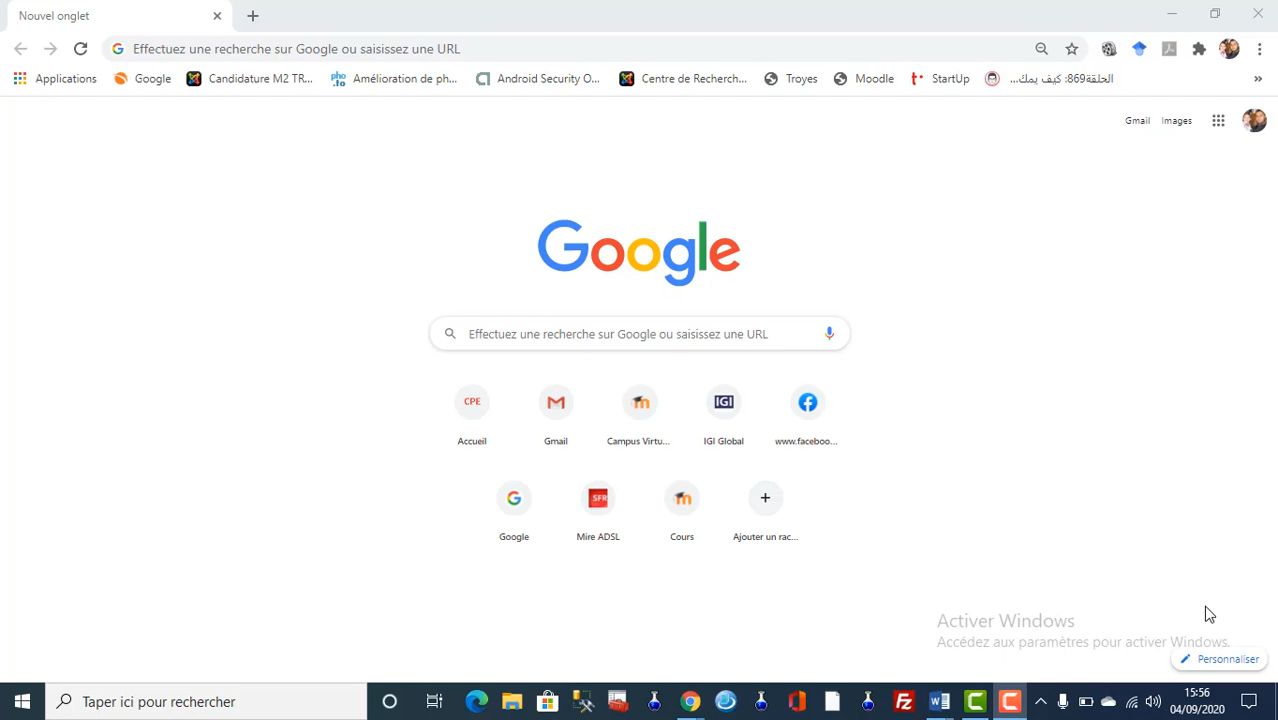 Nouvel onglet
Effectuez une recherche sur Google ou saisissez une URL
Applications Google Candidature M2 TR... pho.to Amélioration de ph... Android Security O... Centre de Recherch... Troyes Moodle StartUp الحلقة869: كيف يمك...
Gmail Images
Google
Effectuez une recherche sur Google ou saisissez une URL
CPE IGI
Accueil Gmail Campus Virtu... IGI Global www.faceboo...
SFR
Google Mire ADSL Cours Ajouter un rac...
Activer Windows
Accédez aux paramètres pour activer Windows.
Personnaliser
Taper ici pour rechercher
15:56
04/09/2020